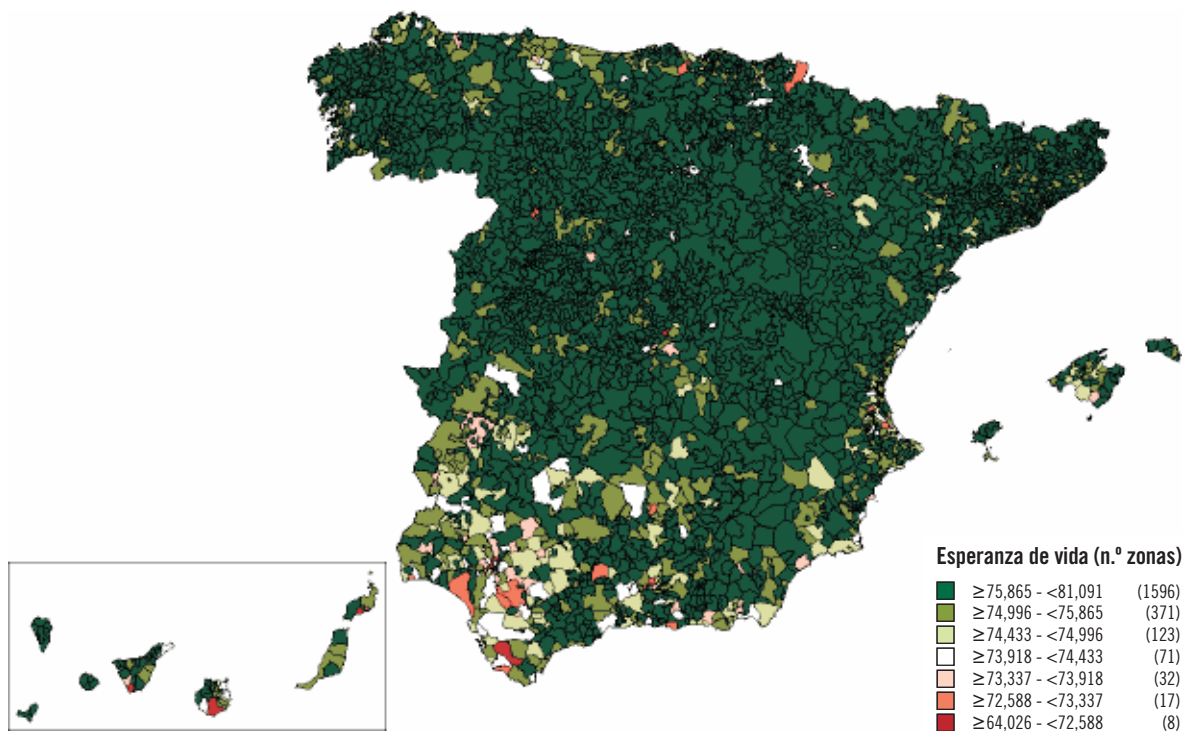 Esperanza de vida (n.º zonas)
≥75,865 - <81,091 (1596)
≥74,996 - <75,865 (371)
≥74,433 - <74,996 (123)
≥73,918 - <74,433 (71)
≥73,337 - <73,918 (32)
≥72,588 - <73,337 (17)
≥64,026 - <72,588 (8)